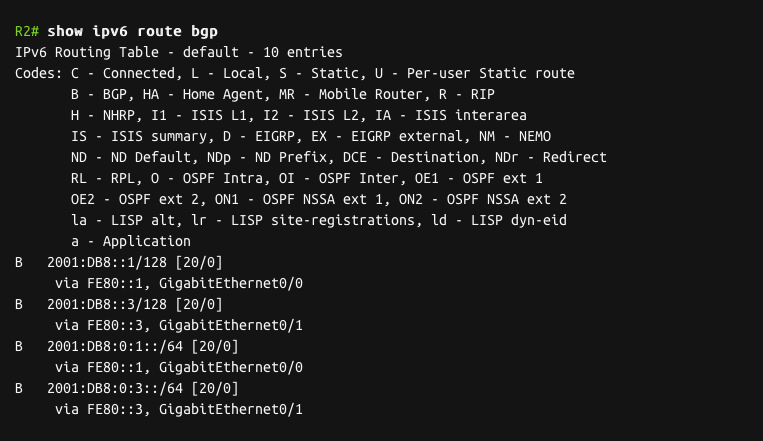 R2# show ipv6 route bgp
IPv6 Routing Table - default - 10 entries
Codes: C - Connected, L - Local, S - Static, U - Per-user Static route
       B - BGP, HA - Home Agent, MR - Mobile Router, R - RIP
       H - NHRP, I1 - ISIS L1, I2 - ISIS L2, IA - ISIS interarea
       IS - ISIS summary, D - EIGRP, EX - EIGRP external, NM - NEMO
       ND - ND Default, NDp - ND Prefix, DCE - Destination, NDr - Redirect
       RL - RPL, O - OSPF Intra, OI - OSPF Inter, OE1 - OSPF ext 1
       OE2 - OSPF ext 2, ON1 - OSPF NSSA ext 1, ON2 - OSPF NSSA ext 2
       la - LISP alt, lr - LISP site-registrations, ld - LISP dyn-eid
       a - Application
B   2001:DB8::1/128 [20/0]
     via FE80::1, GigabitEthernet0/0
B   2001:DB8::3/128 [20/0]
     via FE80::3, GigabitEthernet0/1
B   2001:DB8:0:1::/64 [20/0]
     via FE80::1, GigabitEthernet0/0
B   2001:DB8:0:3::/64 [20/0]
     via FE80::3, GigabitEthernet0/1